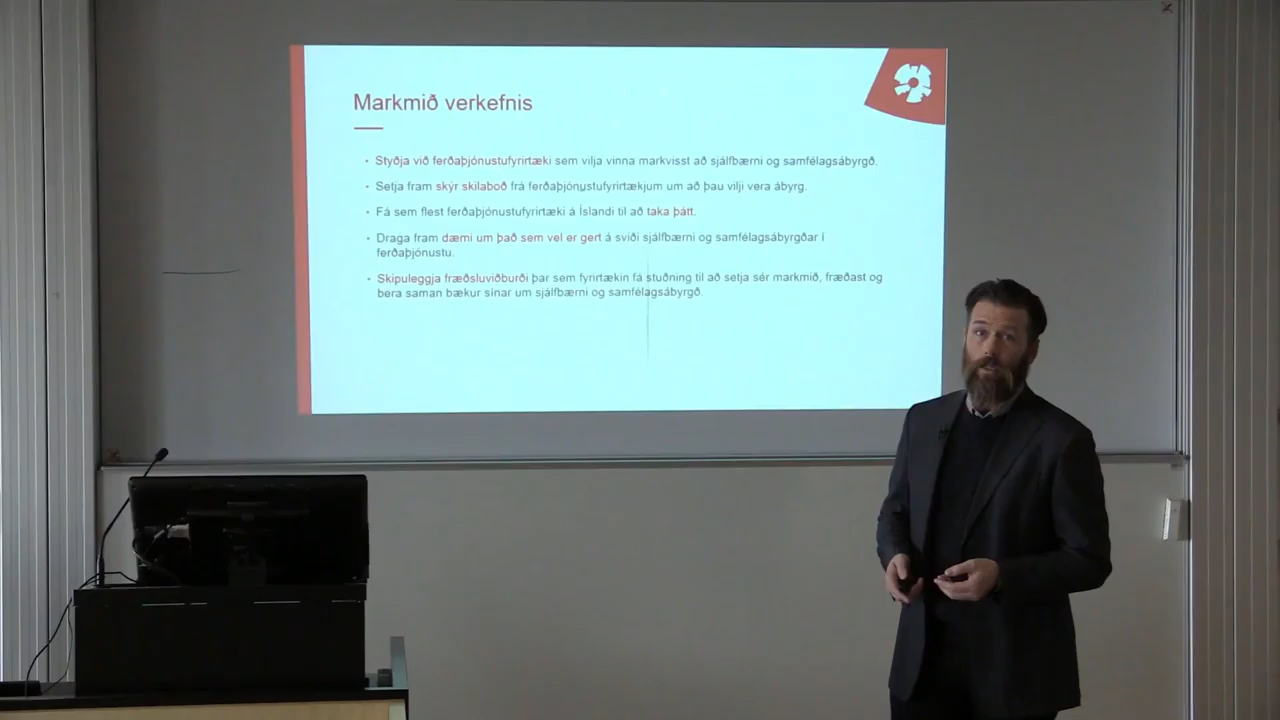 Markmið verkefnis
• Styðja við ferðaþjónustufyrirtæki sem vilja vinna markvisst að sjálfbærni og samfélagsábyrgð.
• Setja fram skýr skilaboð frá ferðaþjónustufyrirtækjum um að þau vilji vera ábyrg.
• Fá sem flest ferðaþjónustufyrirtæki á Íslandi til að taka þátt.
• Draga fram dæmi um það sem vel er gert á sviði sjálfbærni og samfélagsábyrgðar í
ferðaþjónustu.
• Skipuleggja fræðsluviðburði þar sem fyrirtækin fá stuðning til að setja sér markmið, fræðast og
bera saman bækur sínar um sjálfbærni og samfélagsábyrgð.